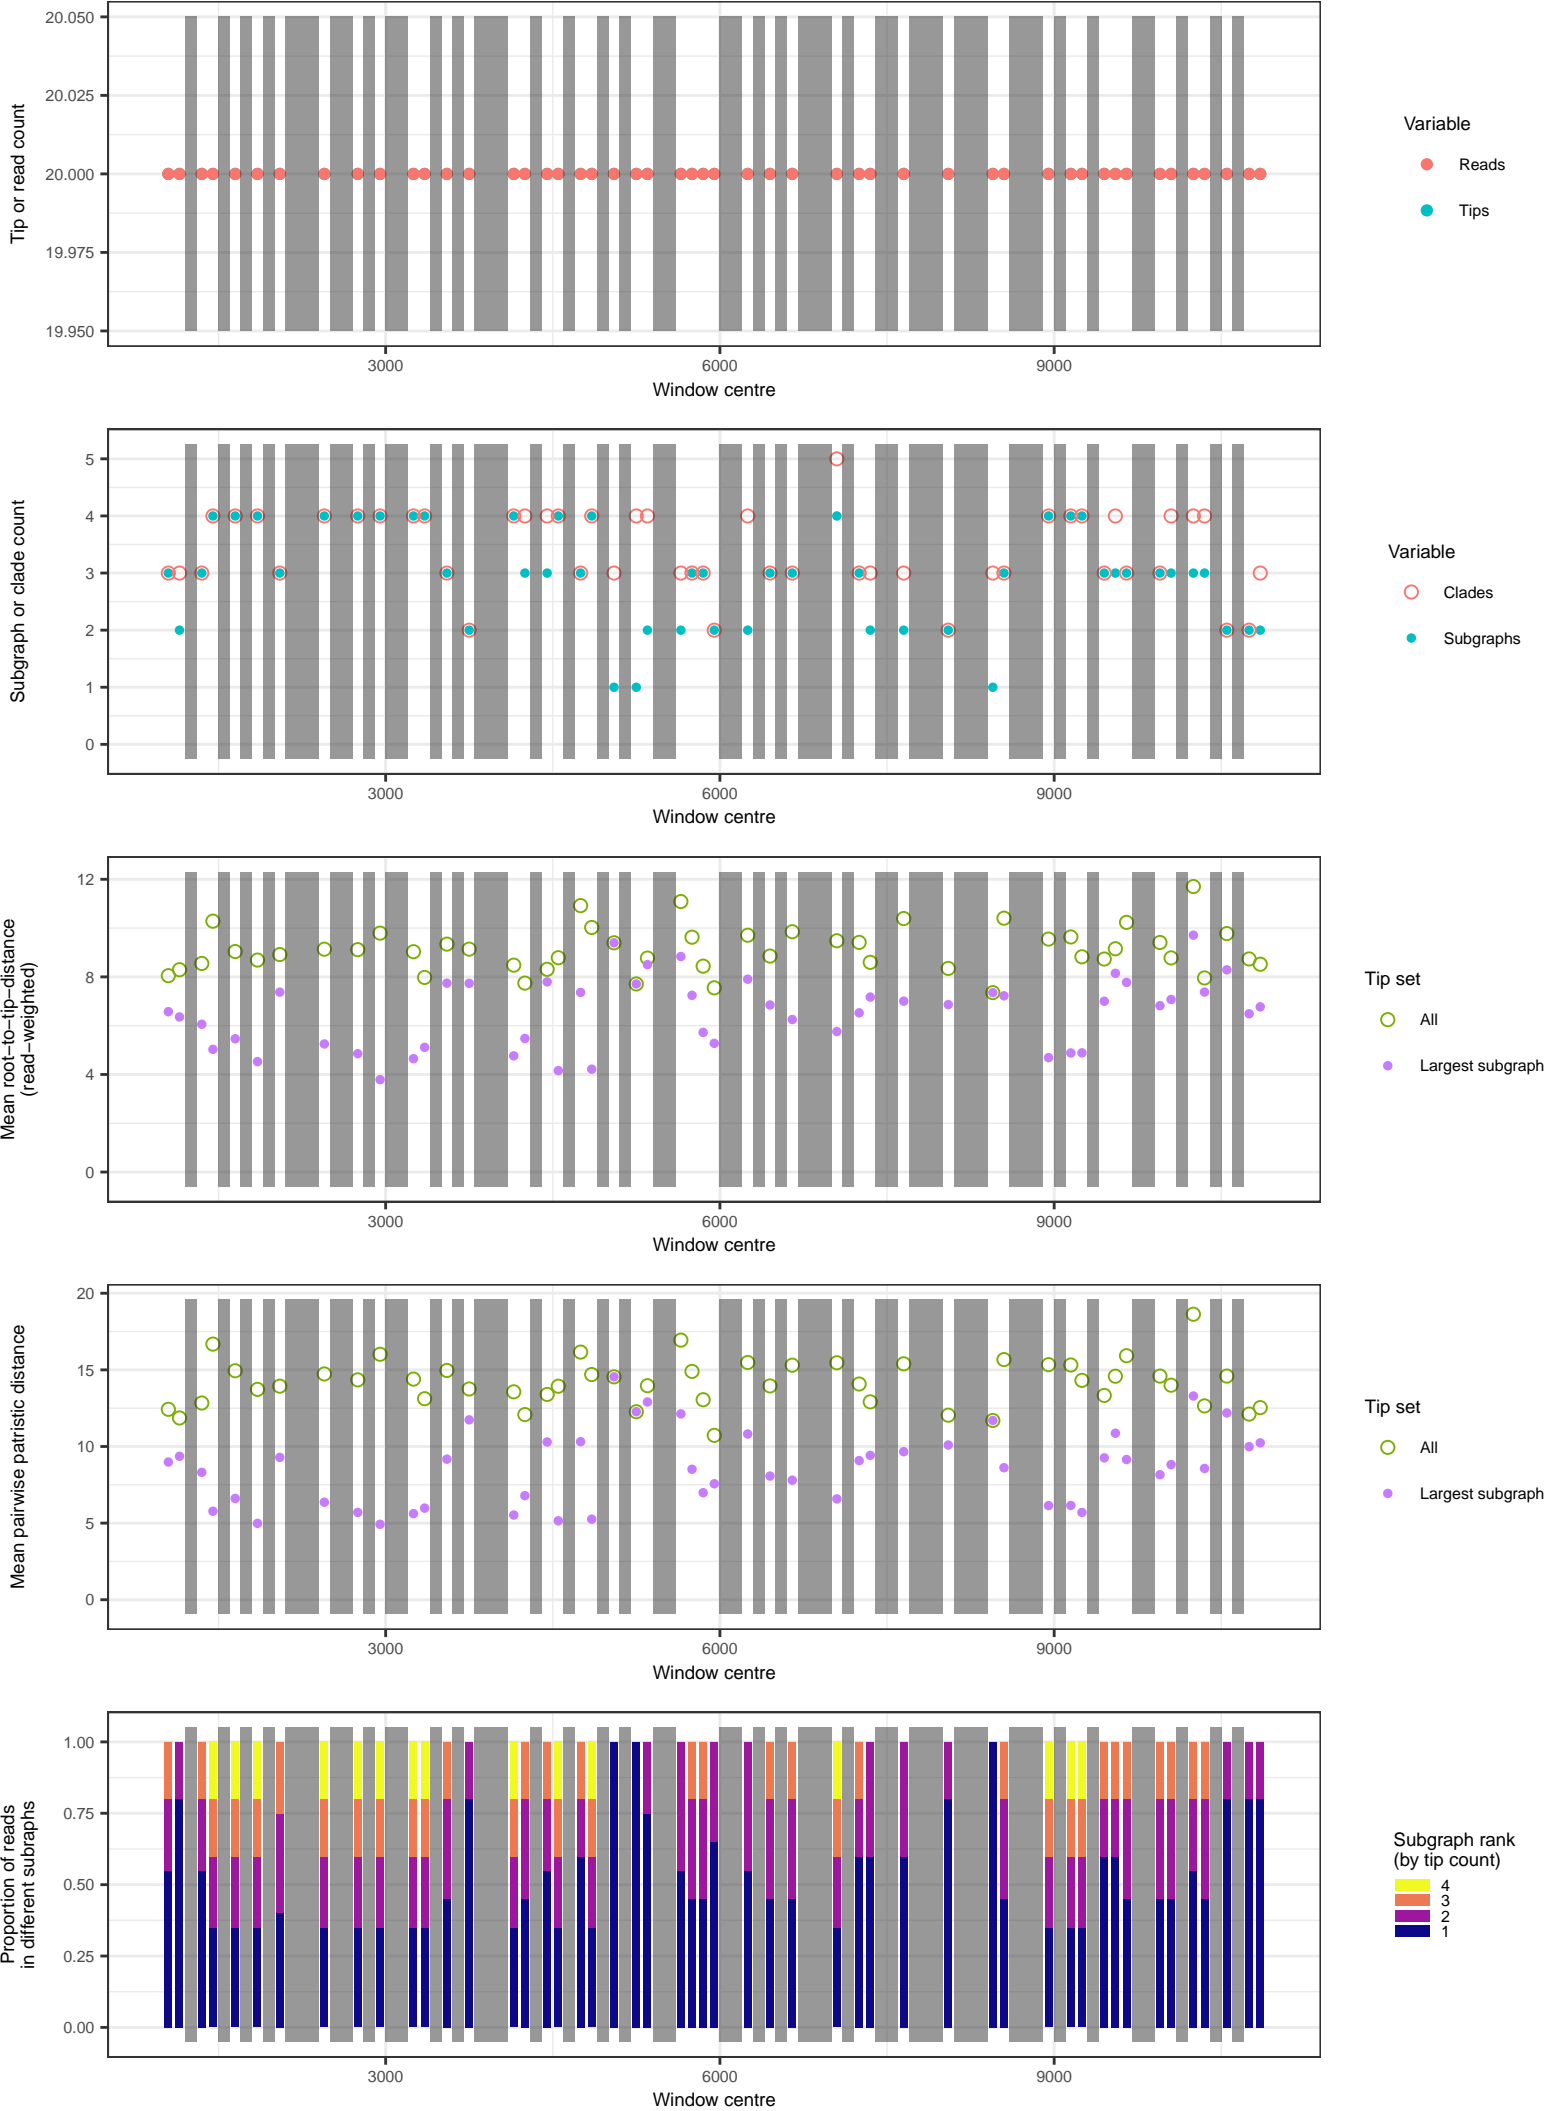 20.050
20.025
20.000
19.975
19.950
Tip or read count
3000 6000 9000
Window centre
Variable
Reads
Tips
5
4
3
2
1
0
Subgraph or clade count
3000 6000 9000
Window centre
Variable
Clades
Subgraphs
12
8
4
0
Mean root−to−tip−distance
(read−weighted)
3000 6000 9000
Window centre
Tip set
All
Largest subgraph
20
15
10
5
0
Mean pairwise patristic distance
3000 6000 9000
Window centre
Tip set
All
Largest subgraph
1.00
0.75
0.50
0.25
0.00
Proportion of reads
in different subraphs
3000 6000 9000
Window centre
Subgraph rank
(by tip count)
4
3
2
1